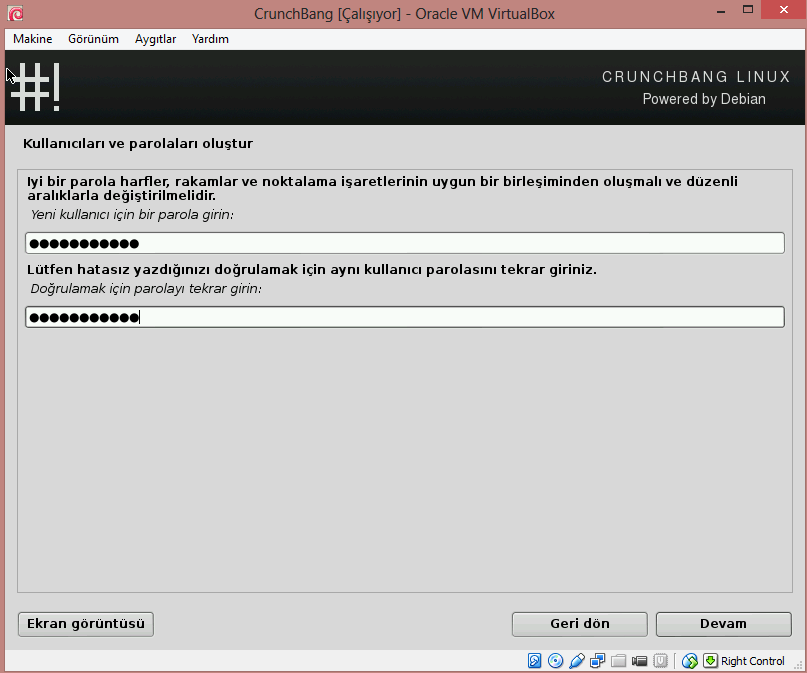 CrunchBang [Çalışıyor] - Oracle VM VirtualBox
Makine Görünüm Aygıtlar Yardım
#!
CRUNCHBANG LINUX
Powered by Debian
Kullanıcıları ve parolaları oluştur
Iyi bir parola harfler, rakamlar ve noktalama işaretlerinin uygun bir birleşiminden oluşmalı ve düzenli
aralıklarla değiştirilmelidir.
Yeni kullanıcı için bir parola girin:
●●●●●●●●●●●
Lütfen hatasız yazdığınızı doğrulamak için aynı kullanıcı parolasını tekrar giriniz.
Doğrulamak için parolayı tekrar girin:
●●●●●●●●●●●
Ekran görüntüsü Geri dön Devam
Right Control